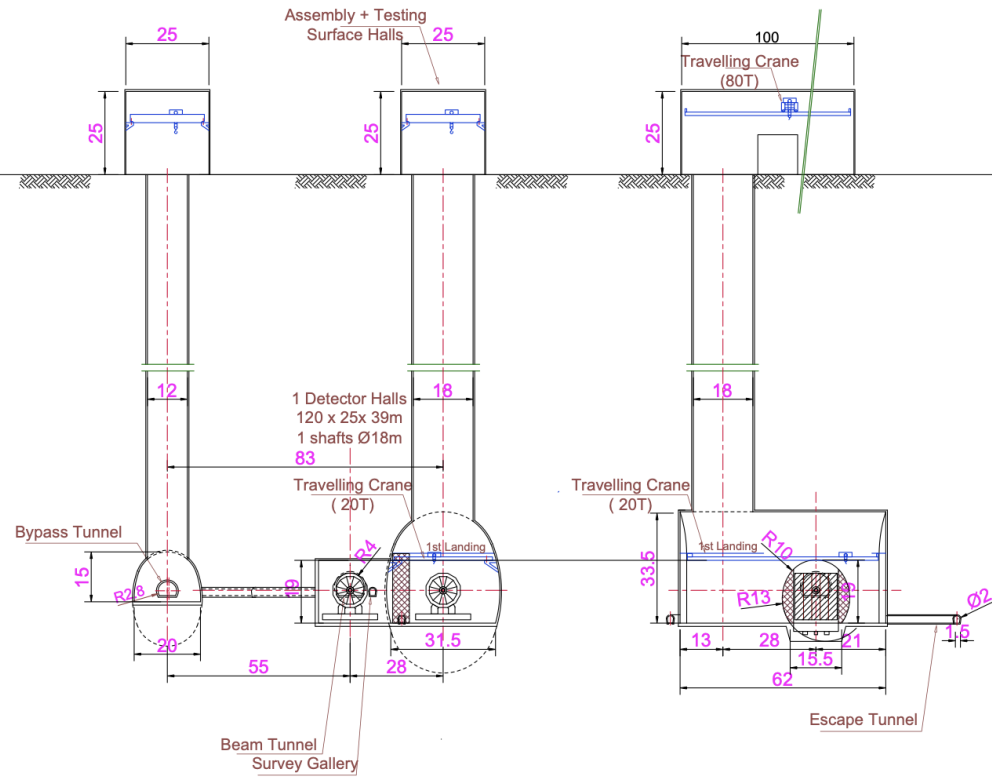 Assembly + Testing
Surface Halls
25
25
100
Travelling Crane
(80T)
25
25
25
12
18
18
1 Detector Halls
120 x 25x 39m
1 shafts Ø18m
83
Travelling Crane
( 20T)
Travelling Crane
( 20T)
Bypass Tunnel
1st Landing
1st Landing
R4
R10
15
R2.8
19
33.5
R13
19
Ø2
1.5
20
31.5
13
28
21
15.5
55
28
62
Escape Tunnel
Beam Tunnel
Survey Gallery